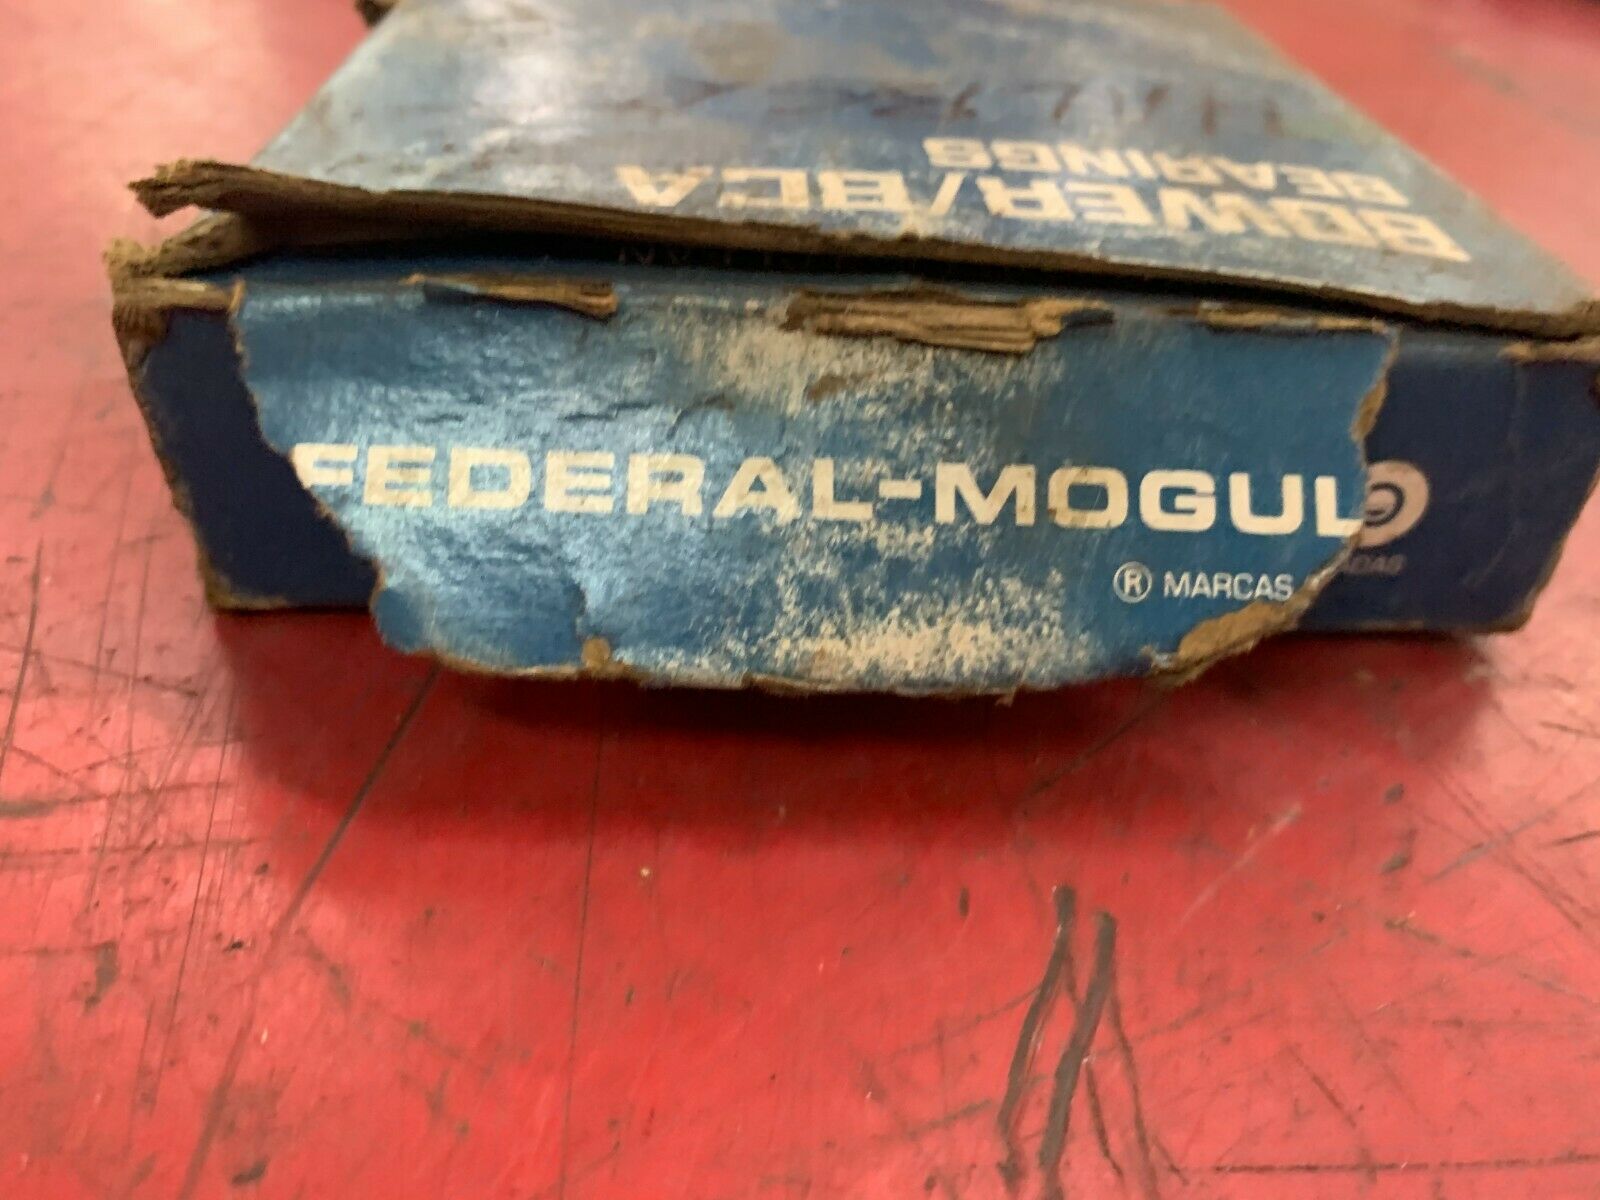 BOWER/BCA
BEARINGS
FEDERAL-MOGUL
® MARCAS